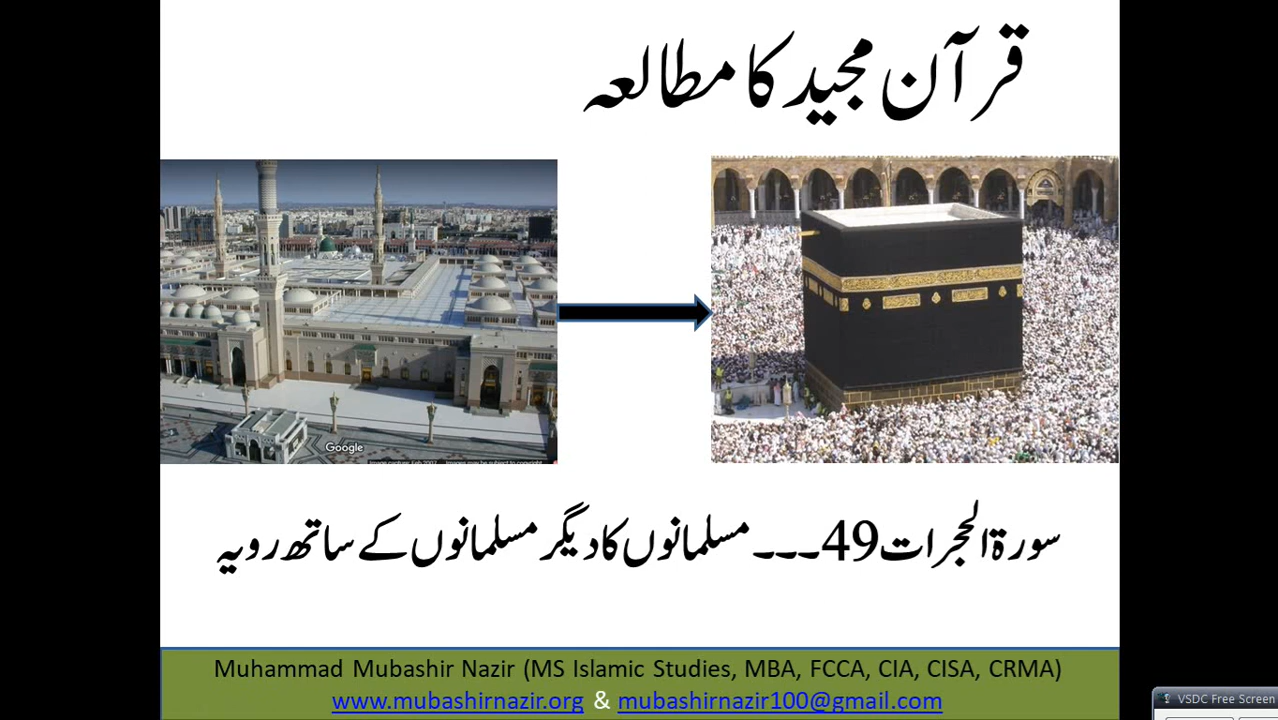 قرآن مجید کا مطالعہ
Google
سورۃ الحجرات 49۔۔۔ مسلمانوں کا دیگر مسلمانوں کے ساتھ رویہ
Muhammad Mubashir Nazir (MS Islamic Studies, MBA, FCCA, CIA, CISA, CRMA)
www.mubashirnazir.org & mubashirnazir100@gmail.com
VSDC Free Screen